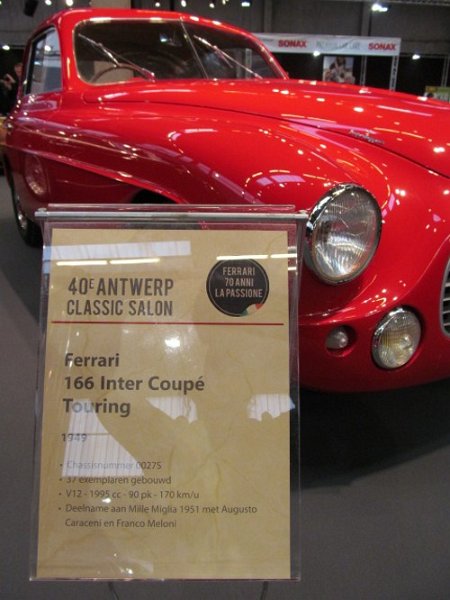 SONAX
SONAX
40E ANTWERP
CLASSIC SALON
FERRARI
70 ANNI
LA PASSIONE
Ferrari
166 Inter Coupé
Touring
1949
• Chassisnummer 0027S
• 37 exemplaren gebouwd
• V12 - 1995 cc - 90 pk - 170 km/u
• Deelname aan Mille Miglia 1951 met Augusto
Caraceni en Franco Meloni